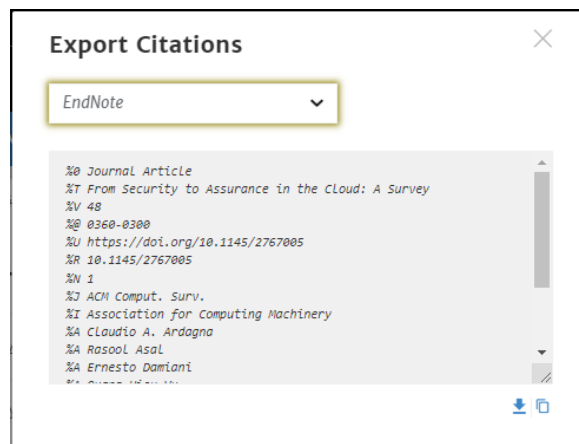 Export Citations
EndNote
%0 Journal Article
%T From Security to Assurance in the Cloud: A Survey
%V 48
%@ 0360-0300
%U https://doi.org/10.1145/2767005
%R 10.1145/2767005
%N 1
%J ACM Comput. Surv.
%I Association for Computing Machinery
%A Claudio A. Ardagna
%A Rasool Asal
%A Ernesto Damiani